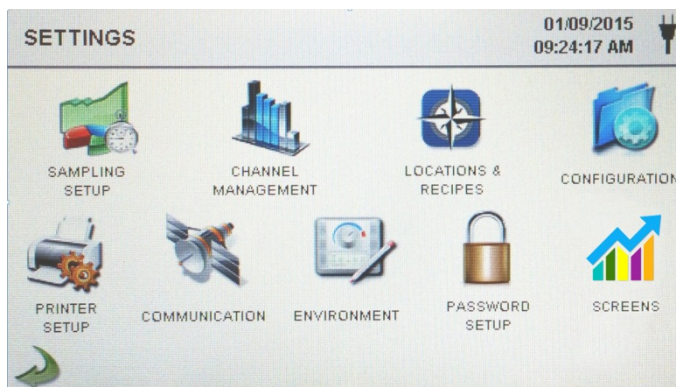 SETTINGS
01/09/2015
09:24:17 AM
SAMPLING
SETUP
CHANNEL
MANAGEMENT
LOCATIONS &
RECIPES
CONFIGURATION
PRINTER
SETUP
COMMUNICATION
ENVIRONMENT
PASSWORD
SETUP
SCREENS